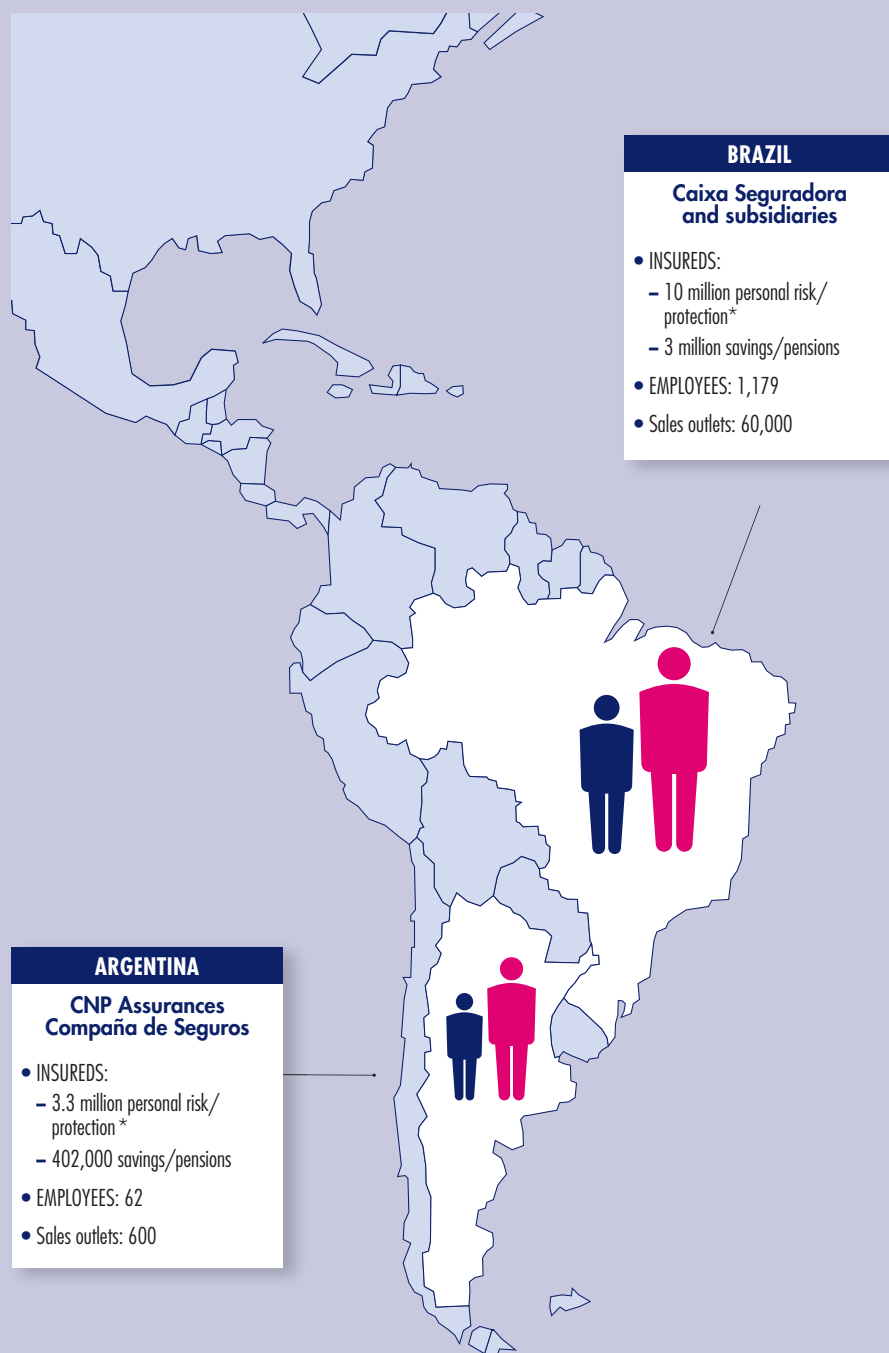 BRAZIL
Caixa Seguradora
and subsidiaries
• INSUREDS:
– 10 million personal risk/
protection*
– 3 million savings/pensions
• EMPLOYEES: 1,179
• Sales outlets: 60,000
ARGENTINA
CNP Assurances
Compaña de Seguros
• INSUREDS:
– 3.3 million personal risk/
protection*
– 402,000 savings/pensions
• EMPLOYEES: 62
• Sales outlets: 600